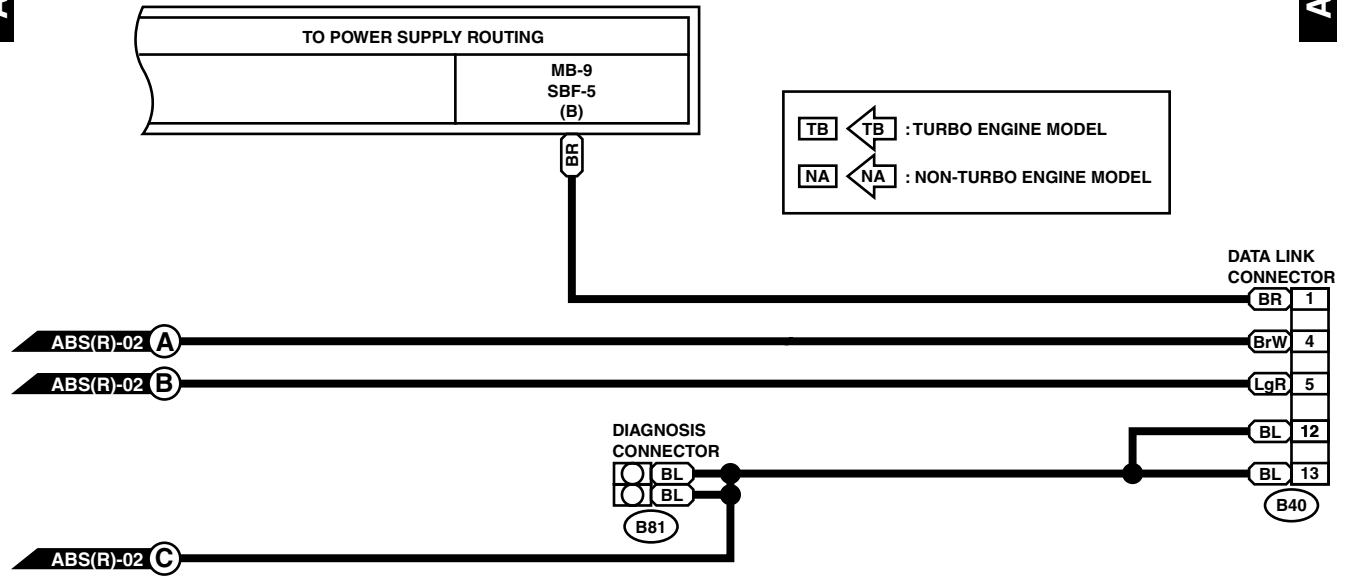 A
A
TO POWER SUPPLY ROUTING
MB-9
SBF-5
(B)
BR
TB TB : TURBO ENGINE MODEL
NA NA : NON-TURBO ENGINE MODEL
DATA LINK
CONNECTOR
BR 1
ABS(R)-02 A
BrW 4
ABS(R)-02 B
LgR 5
DIAGNOSIS
CONNECTOR
BL 12
BL
BL 13
BL
B81
B40
ABS(R)-02 C